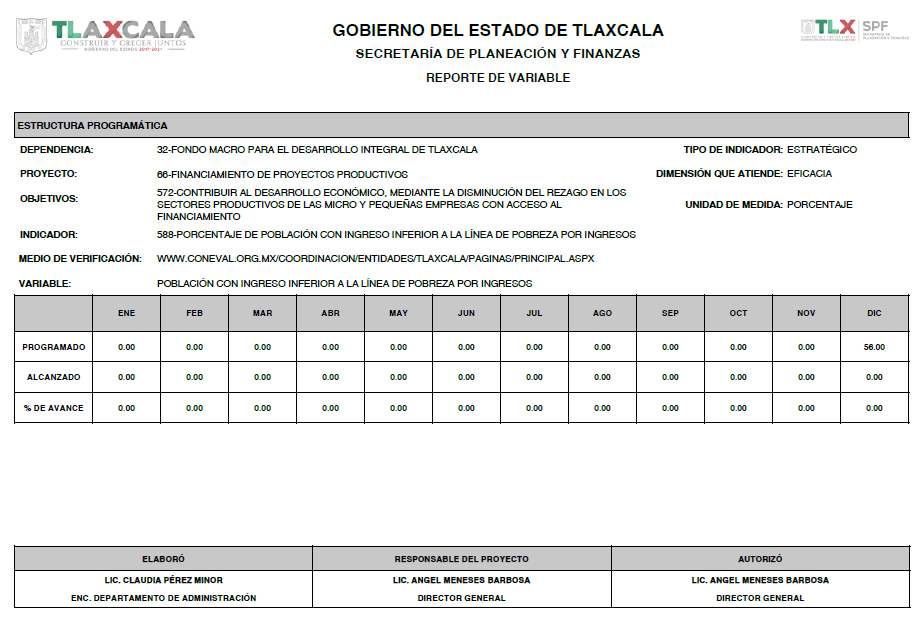 TLAXCALA
CONSTRUIR Y CRECER JUNTOS
GOBIERNO DEL ESTADO 2017-2021
GOBIERNO DEL ESTADO DE TLAXCALA
SECRETARÍA DE PLANEACIÓN Y FINANZAS
REPORTE DE VARIABLE
TLX SPF
ESTRUCTURA PROGRAMÁTICA
DEPENDENCIA: 32-FONDO MACRO PARA EL DESARROLLO INTEGRAL DE TLAXCALA TIPO DE INDICADOR: ESTRATÉGICO
PROYECTO: 66-FINANCIAMIENTO DE PROYECTOS PRODUCTIVOS DIMENSIÓN QUE ATIENDE: EFICACIA
OBJETIVOS: 572-CONTRIBUIR AL DESARROLLO ECONÓMICO, MEDIANTE LA DISMINUCIÓN DEL REZAGO EN LOS
SECTORES PRODUCTIVOS DE LAS MICRO Y PEQUEÑAS EMPRESAS CON ACCESO AL UNIDAD DE MEDIDA: PORCENTAJE
FINANCIAMIENTO
INDICADOR: 588-PORCENTAJE DE POBLACIÓN CON INGRESO INFERIOR A LA LÍNEA DE POBREZA POR INGRESOS
MEDIO DE VERIFICACIÓN: WWW.CONEVAL.ORG.MX/COORDINACION/ENTIDADES/TLAXCALA/PAGINAS/PRINCIPAL.ASPX
VARIABLE: POBLACIÓN CON INGRESO INFERIOR A LA LÍNEA DE POBREZA POR INGRESOS
ENE FEB MAR ABR MAY JUN JUL AGO SEP OCT NOV DIC
PROGRAMADO 0.00 0.00 0.00 0.00 0.00 0.00 0.00 0.00 0.00 0.00 0.00 56.00
ALCANZADO 0.00 0.00 0.00 0.00 0.00 0.00 0.00 0.00 0.00 0.00 0.00 0.00
% DE AVANCE 0.00 0.00 0.00 0.00 0.00 0.00 0.00 0.00 0.00 0.00 0.00 0.00
ELABORÓ RESPONSABLE DEL PROYECTO AUTORIZÓ
LIC. CLAUDIA PÉREZ MINOR LIC. ANGEL MENESES BARBOSA LIC. ANGEL MENESES BARBOSA
ENC. DEPARTAMENTO DE ADMINISTRACIÓN DIRECTOR GENERAL DIRECTOR GENERAL